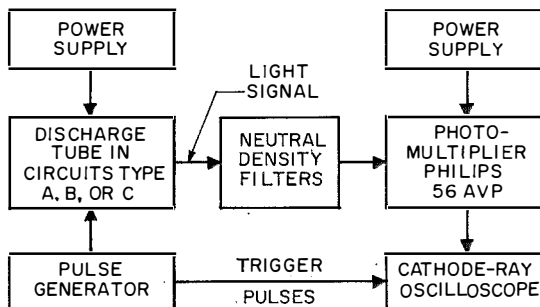 POWER
SUPPLY
POWER
SUPPLY
LIGHT
SIGNAL
DISCHARGE
TUBE IN
CIRCUITS TYPE
A, B, OR C
NEUTRAL
DENSITY
FILTERS
PHOTO-
MULTIPLIER
PHILIPS
56 AVP
PULSE
GENERATOR
TRIGGER
PULSES
CATHODE-RAY
OSCILLOSCOPE